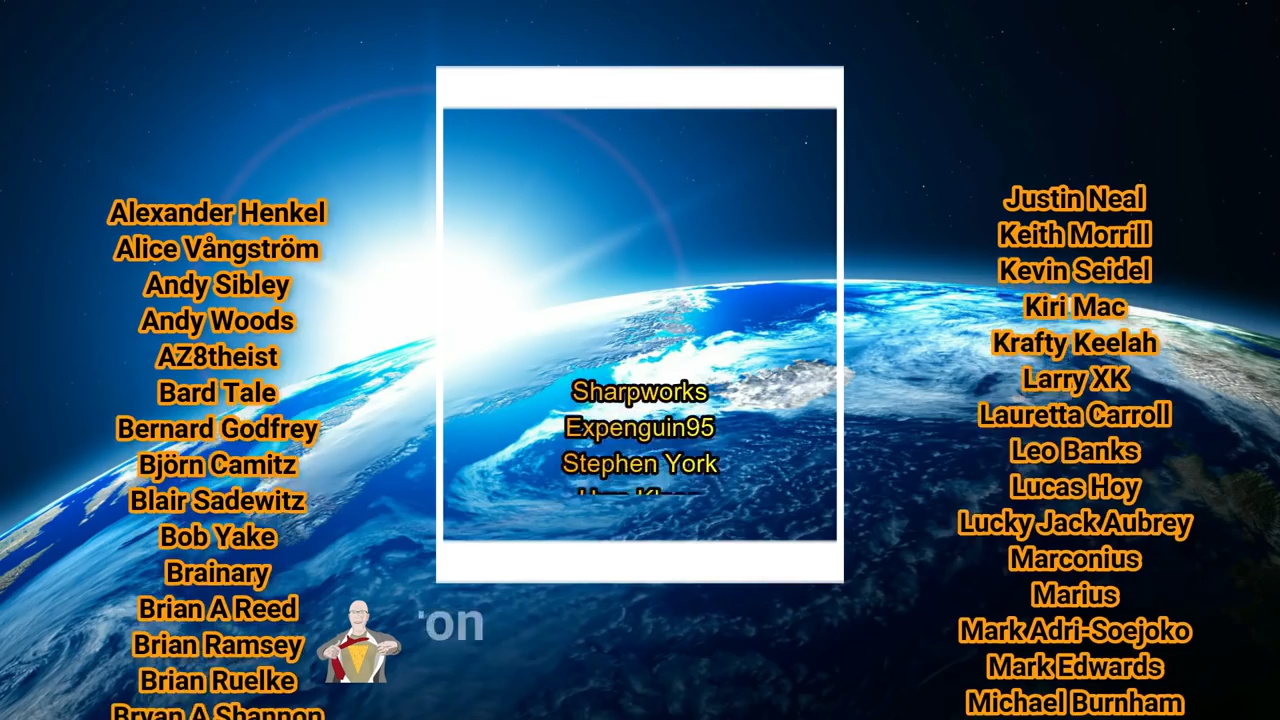 Alexander Henkel
Alice Vångström
Andy Sibley
Andy Woods
AZ8theist
Bard Tale
Bernard Godfrey
Björn Camitz
Blair Sadewitz
Bob Yake
Brainary
Brian A Reed
Brian Ramsey
Brian Ruelke
Bryan A Shannon
Sharpworks
Expenguin95
Stephen York
on
Justin Neal
Keith Morrill
Kevin Seidel
Kiri Mac
Krafty Keelah
Larry XK
Lauretta Carroll
Leo Banks
Lucas Hoy
Lucky Jack Aubrey
Marconius
Marius
Mark Adri-Soejoko
Mark Edwards
Michael Burnham